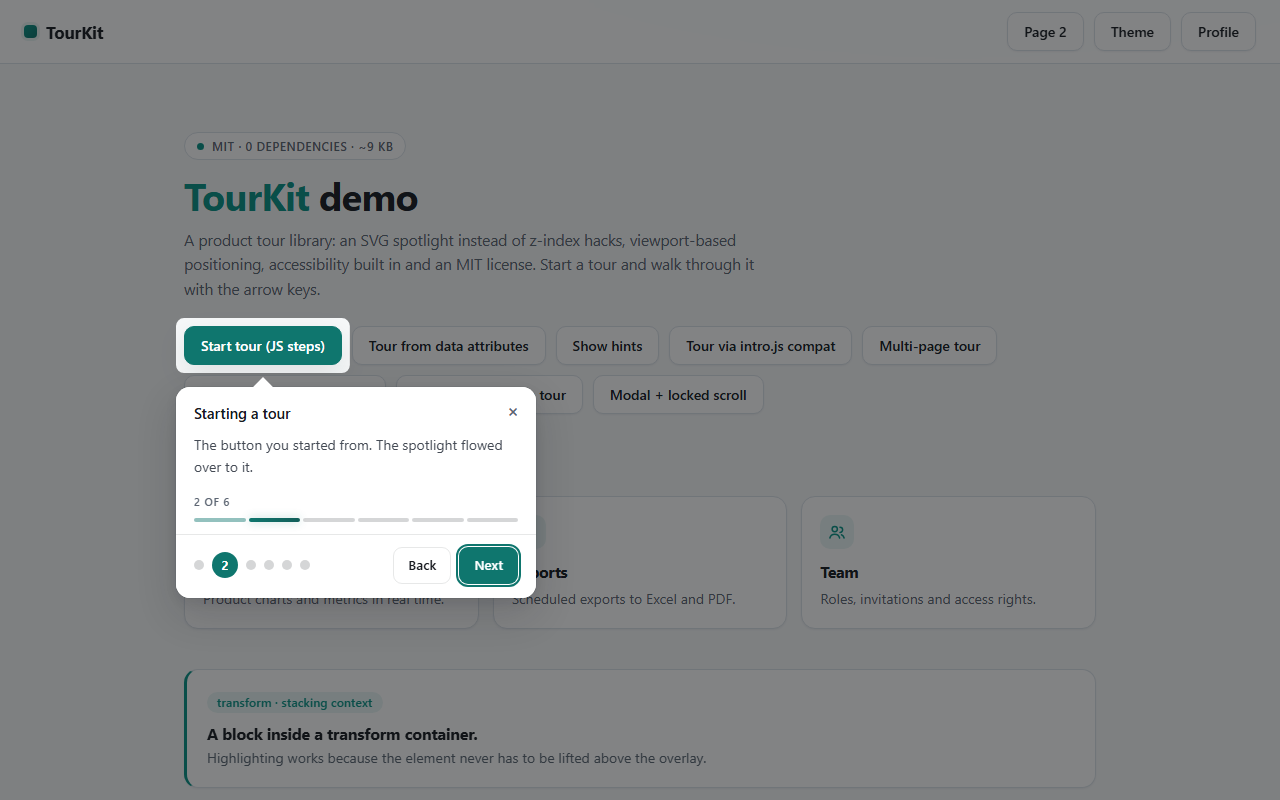 TourKit
Page 2
Theme
Profile
MIT · 0 DEPENDENCIES · ~9 KB
TourKit demo
A product tour library: an SVG spotlight instead of z-index hacks, viewport-based
positioning, accessibility built in and an MIT license. Start a tour and walk through it
with the arrow keys.
Start tour (JS steps)
Tour from data attributes
Show hints
Tour via intro.js compat
Multi-page tour
tour
Modal + locked scroll
Starting a tour
×
The button you started from. The spotlight flowed
over to it.
2 OF 6
2
Back
Next
Product charts and metrics in real time.
Scheduled exports to Excel and PDF.
Team
Roles, invitations and access rights.
transform · stacking context
A block inside a transform container.
Highlighting works because the element never has to be lifted above the overlay.